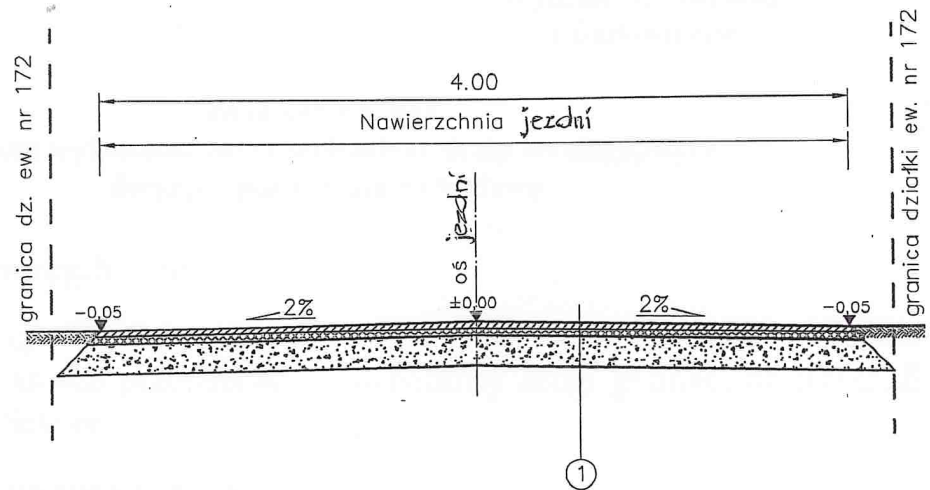 granica dz. ew. nr 172
4.00
Nawierzchnia jezdni
oś jezdni
granica działki ew. nr 172
-0,05
2%
±0,00
2%
-0,05
1